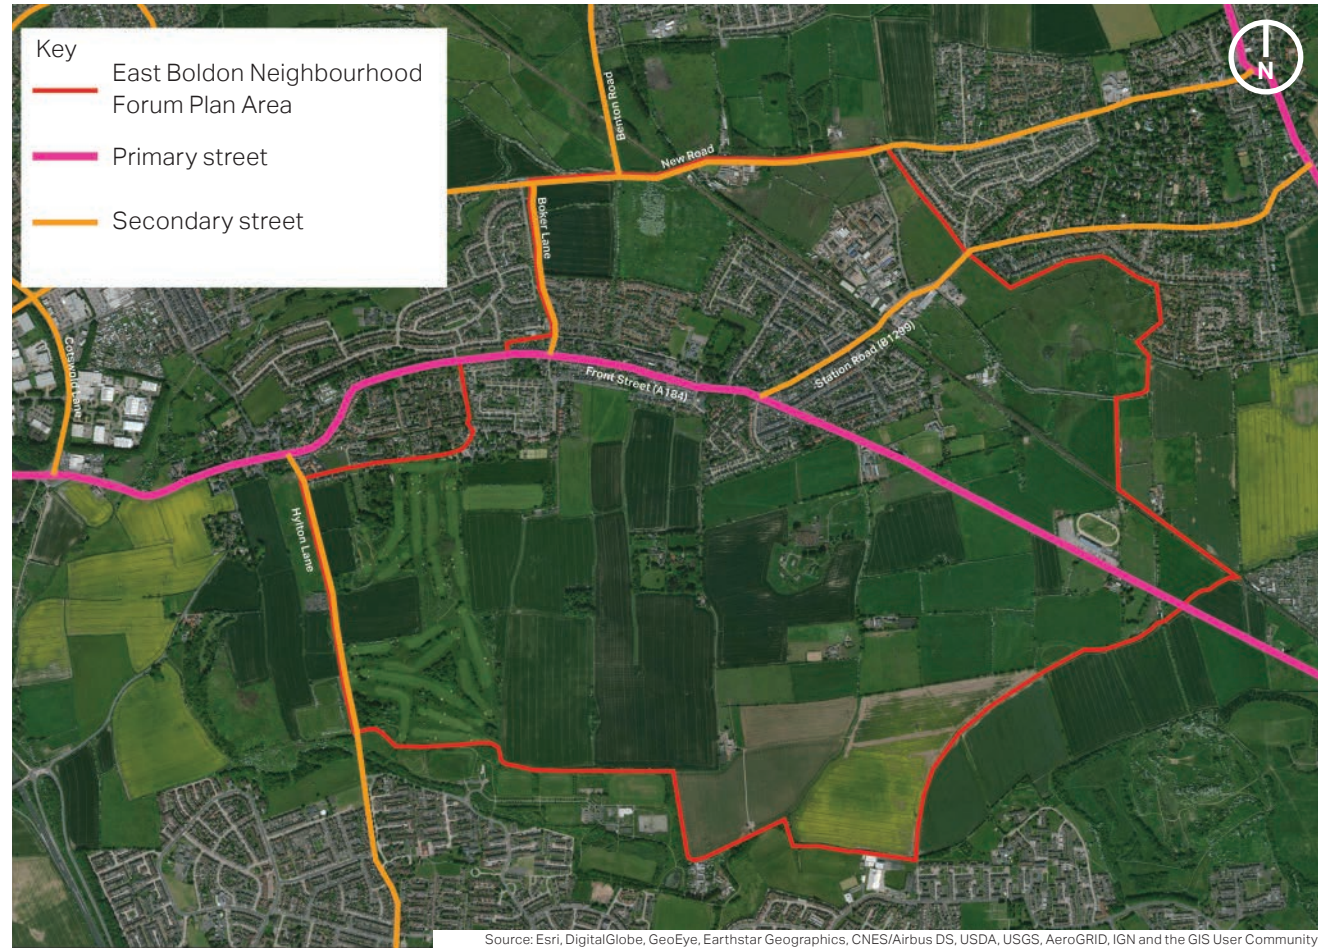 Key
East Boldon Neighbourhood
Forum Plan Area
Primary street
Secondary street
N
Benton Road
New Road
Boker Lane
Cotswold Lane
Front Street (A184)
Station Road (B1299)
Hylton Lane
Source: Esri, DigitalGlobe, GeoEye, Earthstar Geographics, CNES/Airbus DS, USDA, USGS, AeroGRID, IGN and the GIS User Community